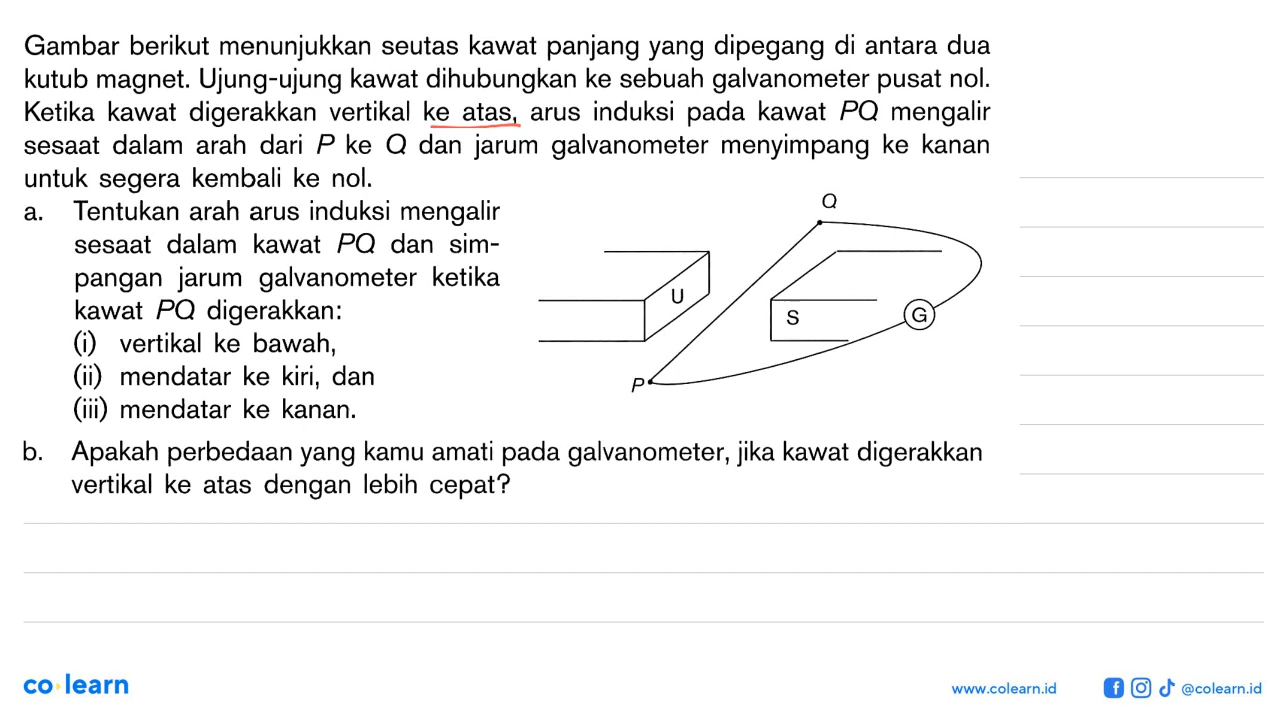 Gambar berikut menunjukkan seutas kawat panjang yang dipegang di antara dua
kutub magnet. Ujung-ujung kawat dihubungkan ke sebuah galvanometer pusat nol.
Ketika kawat digerakkan vertikal ke atas, arus induksi pada kawat PQ mengalir
sesaat dalam arah dari P ke Q dan jarum galvanometer menyimpang ke kanan
untuk segera kembali ke nol.
a. Tentukan arah arus induksi mengalir
sesaat dalam kawat PQ dan sim-
pangan jarum galvanometer ketika
kawat PQ digerakkan:
(i) vertikal ke bawah,
(ii) mendatar ke kiri, dan
(iii) mendatar ke kanan.
Q
U
S
G
P
b. Apakah perbedaan yang kamu amati pada galvanometer, jika kawat digerakkan
vertikal ke atas dengan lebih cepat?
co learn
www.colearn.id
@colearn.id